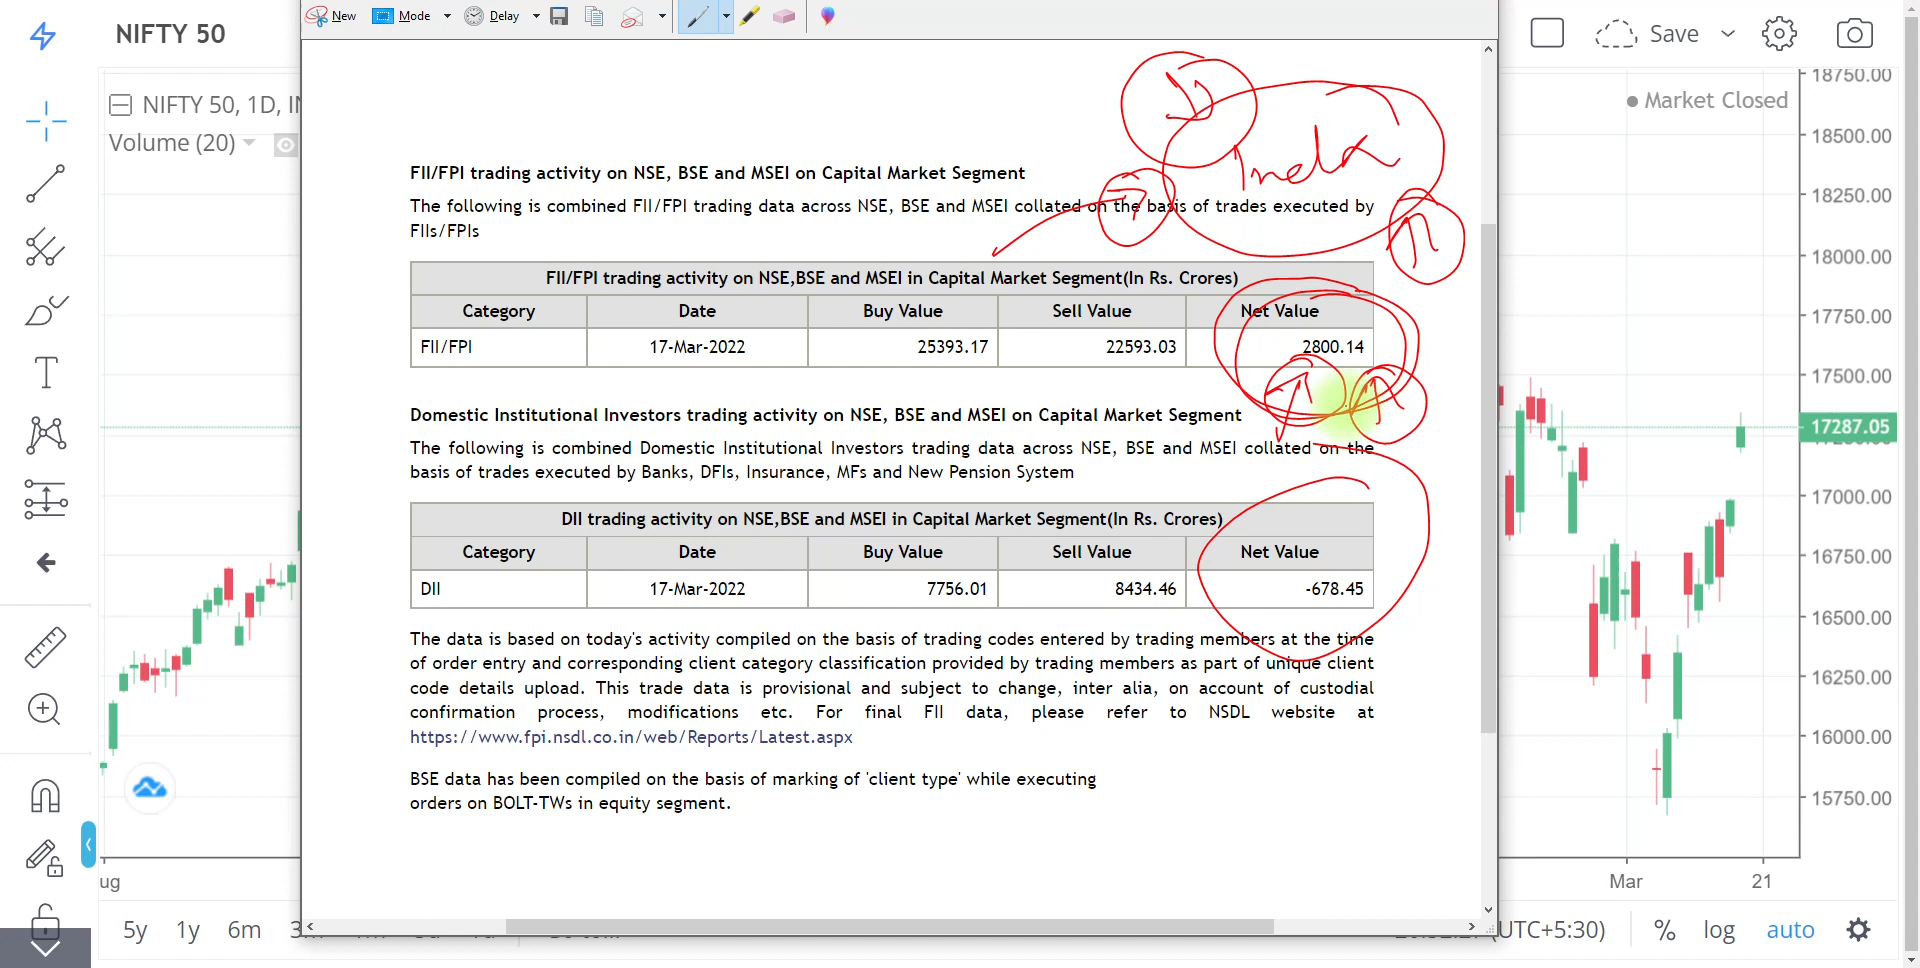 New Mode Delay
NIFTY 50
Save
NIFTY 50, 1D, IN
Volume (20)
Market Closed
India
FII/FPI trading activity on NSE, BSE and MSEI on Capital Market Segment
The following is combined FII/FPI trading data across NSE, BSE and MSEI collated on the basis of trades executed by
FIIs/FPIs
FII/FPI trading activity on NSE,BSE and MSEI in Capital Market Segment(In Rs. Crores)
Category Date Buy Value Sell Value Net Value
FII/FPI 17-Mar-2022 25393.17 22593.03 2800.14
Domestic Institutional Investors trading activity on NSE, BSE and MSEI on Capital Market Segment
The following is combined Domestic Institutional Investors trading data across NSE, BSE and MSEI collated on the
basis of trades executed by Banks, DFIs, Insurance, MFs and New Pension System
DII trading activity on NSE,BSE and MSEI in Capital Market Segment(In Rs. Crores)
Category Date Buy Value Sell Value Net Value
DII 17-Mar-2022 7756.01 8434.46 -678.45
The data is based on today's activity compiled on the basis of trading codes entered by trading members at the time
of order entry and corresponding client category classification provided by trading members as part of unique client
code details upload. This trade data is provisional and subject to change, inter alia, on account of custodial
confirmation process, modifications etc. For final FII data, please refer to NSDL website at
https://www.fpi.nsdl.co.in/web/Reports/Latest.aspx
BSE data has been compiled on the basis of marking of 'client type' while executing
orders on BOLT-TWs in equity segment.
18750.00
18500.00
18250.00
18000.00
17750.00
17500.00
17287.05
17000.00
16750.00
16500.00
16250.00
16000.00
15750.00
ug Mar 21
5y 1y 6m (UTC+5:30) % log auto